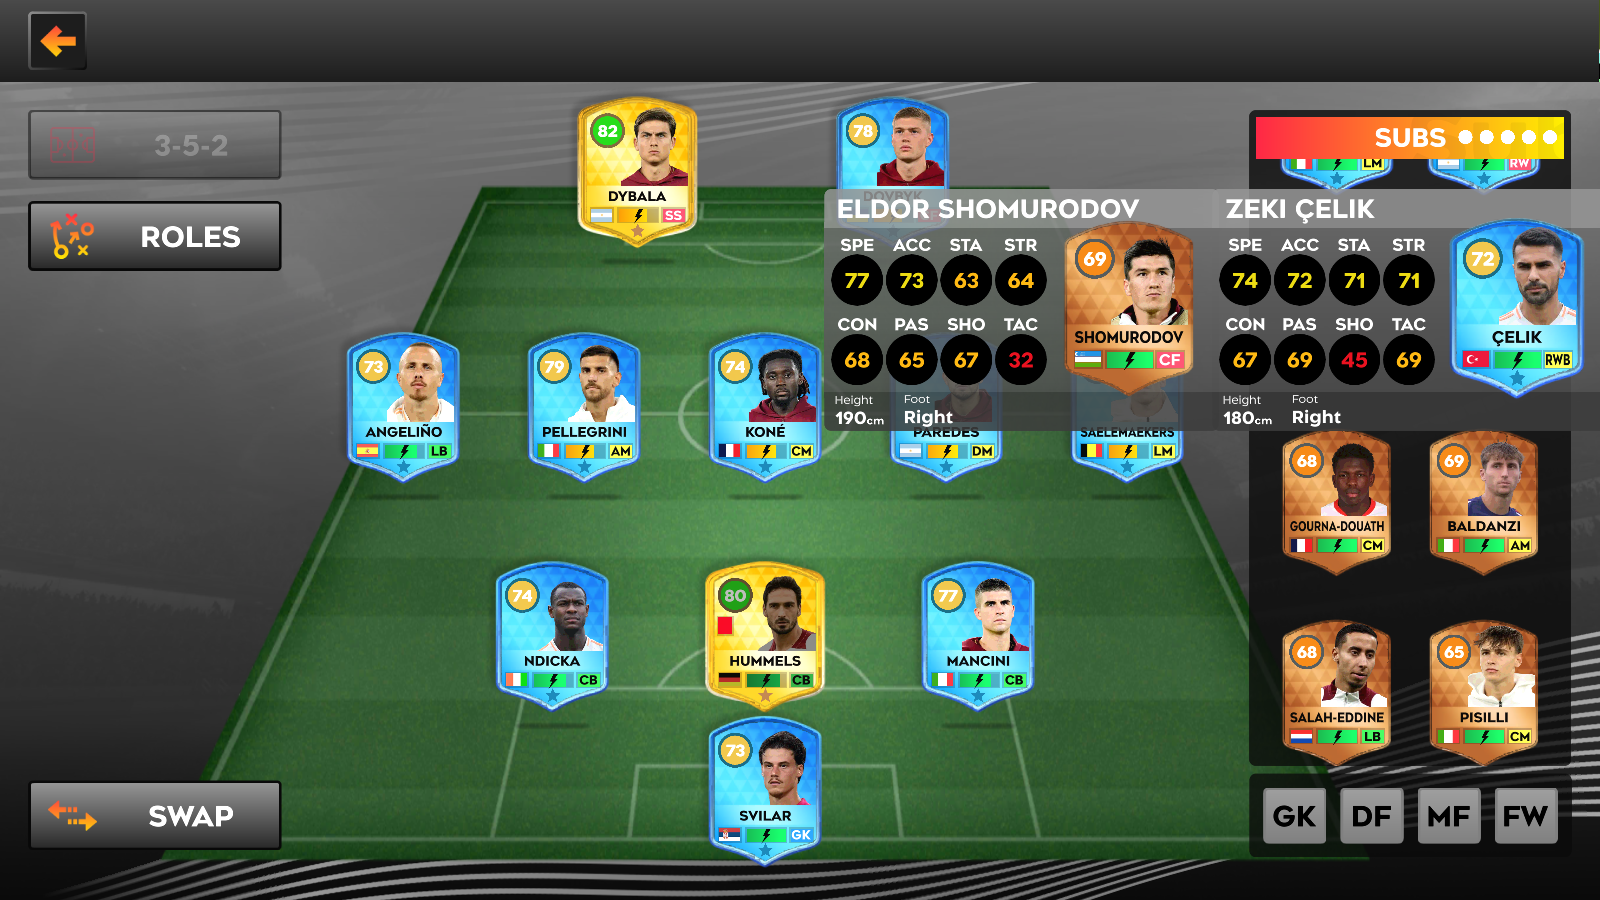 3-5-2
ROLES
SWAP
82
DYBALA
SS
78
DOVBYK
SUBS
LM
RW
ELDOR SHOMURODOV
SPE ACC STA STR
77 73 63 64
CON PAS SHO TAC
68 65 67 32
Height Foot
190cm Right
69
SHOMURODOV
CF
ZEKI ÇELIK
SPE ACC STA STR
74 72 71 71
CON PAS SHO TAC
67 69 45 69
Height Foot
180cm Right
72
ÇELIK
RWB
73
ANGELIÑO
LB
79
PELLEGRINI
AM
74
KONÉ
CM
PAREDES
DM
SAELEMAEKERS
LM
68
GOURNA-DOUATH
CM
69
BALDANZI
AM
74
NDICKA
CB
80
HUMMELS
CB
77
MANCINI
CB
68
SALAH-EDDINE
LB
65
PISILLI
CM
73
SVILAR
GK
GK DF MF FW